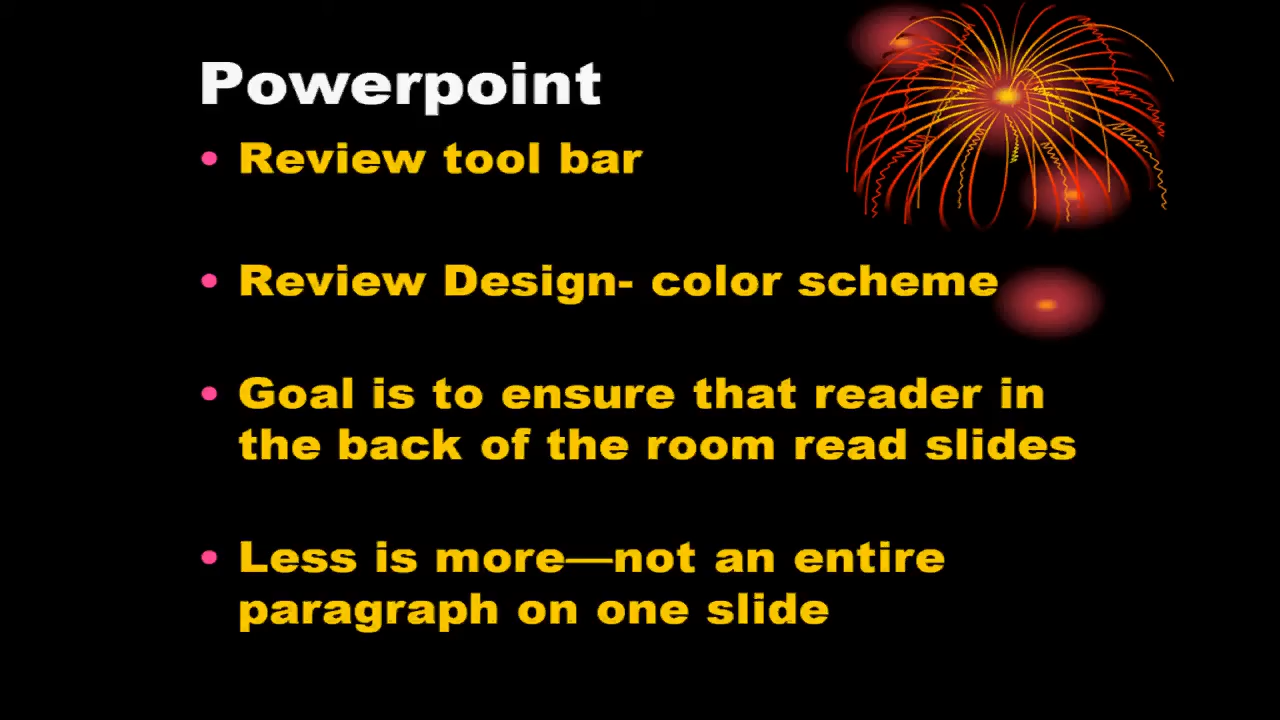 Powerpoint
• Review tool bar
• Review Design- color scheme
• Goal is to ensure that reader in
the back of the room read slides
• Less is more—not an entire
paragraph on one slide